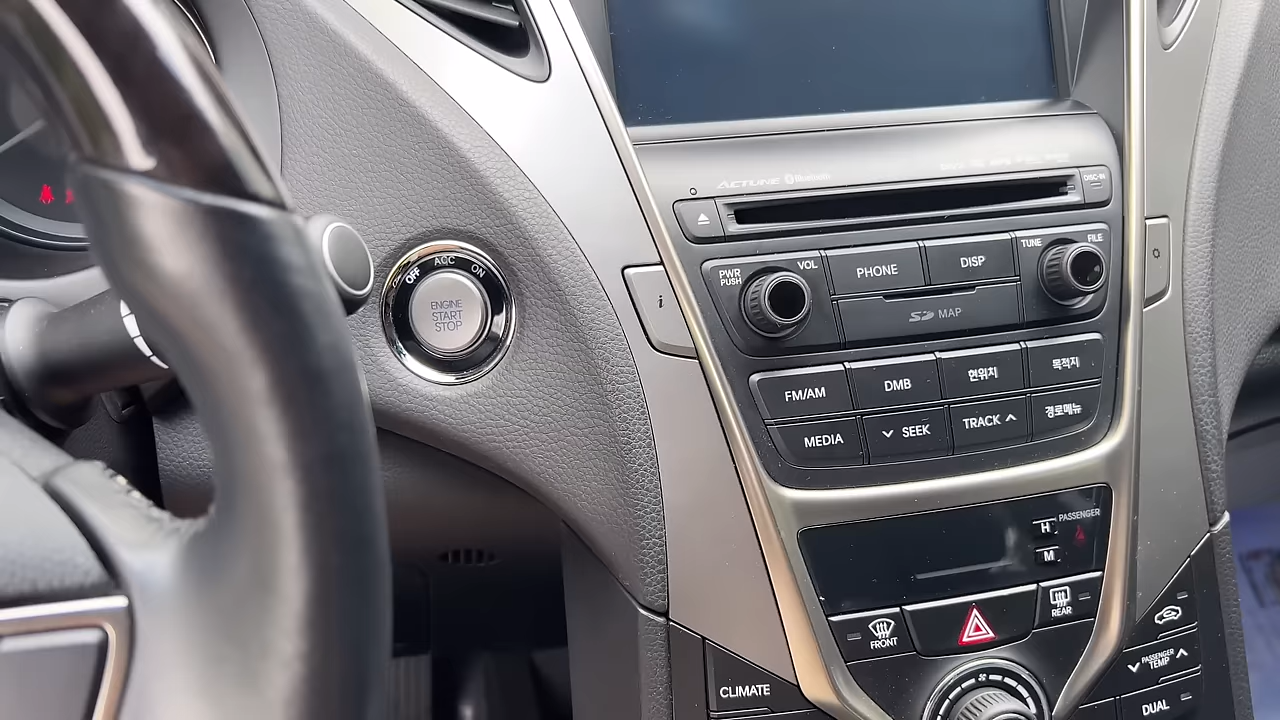 ACTUNE Bluetooth
DISC-IN
OFF ACC ON
ENGINE
START
STOP
i
PWR
PUSH
VOL
PHONE
DISP
TUNE
FILE
SD MAP
FM/AM
DMB
현위치
목적지
MEDIA
SEEK
TRACK
경로메뉴
H
M
PASSENGER
FRONT
REAR
CLIMATE
PASSENGER
TEMP
DUAL